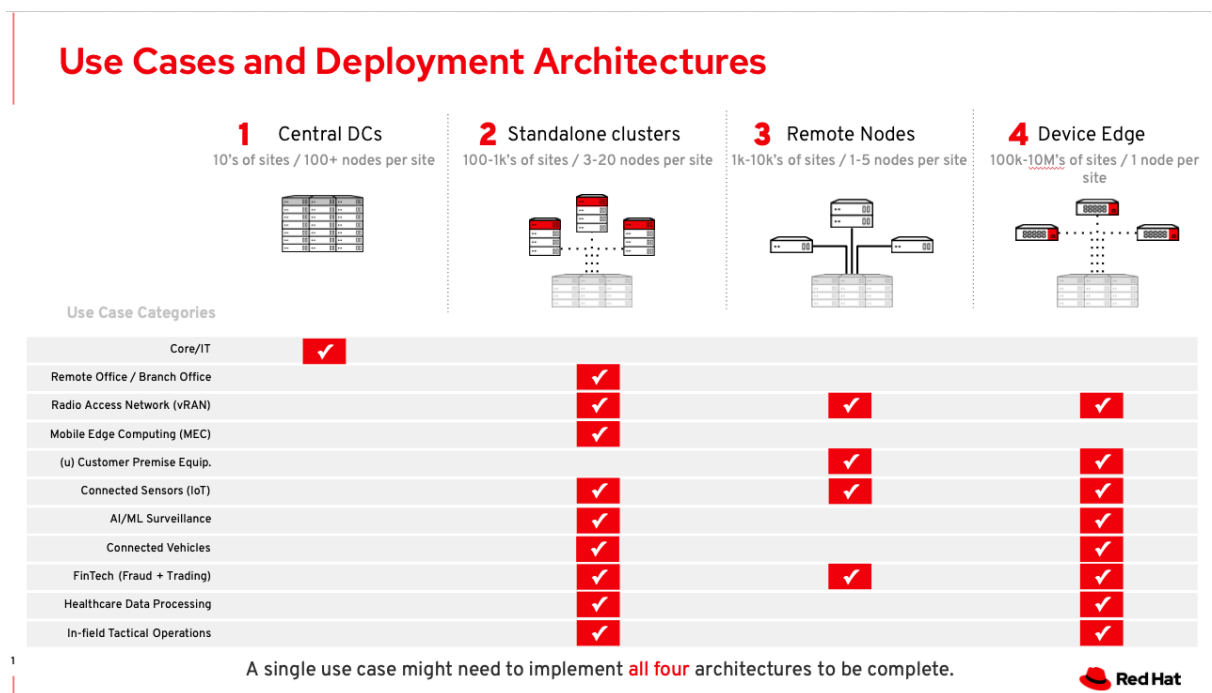 Use Cases and Deployment Architectures
1 Central DCs
10's of sites / 100+ nodes per site
2 Standalone clusters
100-1k's of sites / 3-20 nodes per site
3 Remote Nodes
1k-10k's of sites / 1-5 nodes per site
4 Device Edge
100k-10M's of sites / 1 node per
site
Use Case Categories
Core/IT
Remote Office / Branch Office
Radio Access Network (vRAN)
Mobile Edge Computing (MEC)
(u) Customer Premise Equip.
Connected Sensors (IoT)
AI/ML Surveillance
Connected Vehicles
FinTech (Fraud + Trading)
Healthcare Data Processing
In-field Tactical Operations
1
A single use case might need to implement all four architectures to be complete.
Red Hat